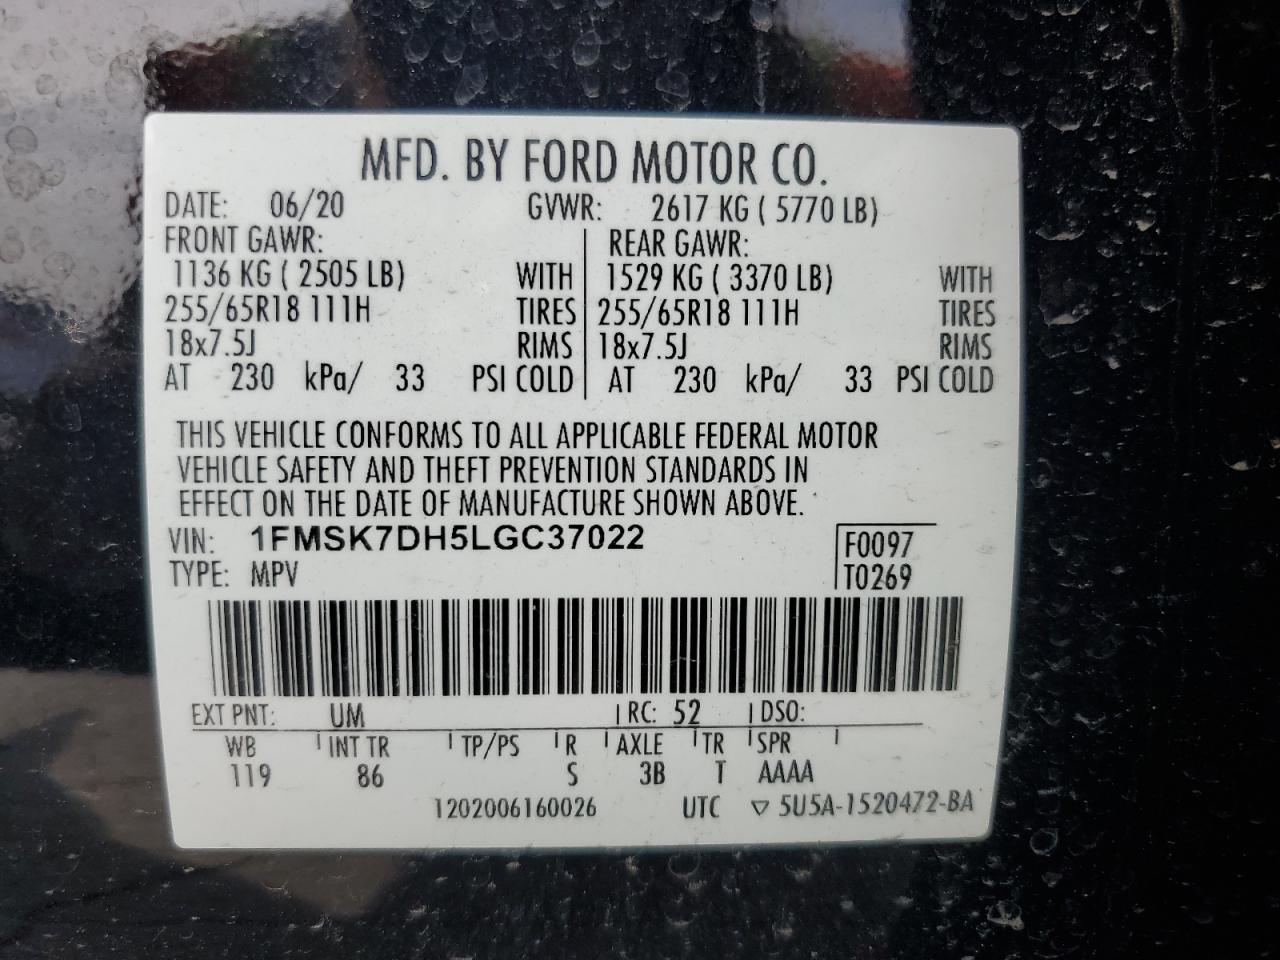 MFD. BY FORD MOTOR CO.
DATE: 06/20 GVWR: 2617 KG ( 5770 LB)
FRONT GAWR: REAR GAWR:
1136 KG ( 2505 LB) WITH 1529 KG ( 3370 LB) WITH
255/65R18 111H TIRES 255/65R18 111H TIRES
18x7.5J RIMS 18x7.5J RIMS
AT 230 kPa/ 33 PSI COLD AT 230 kPa/ 33 PSI COLD
THIS VEHICLE CONFORMS TO ALL APPLICABLE FEDERAL MOTOR
VEHICLE SAFETY AND THEFT PREVENTION STANDARDS IN
EFFECT ON THE DATE OF MANUFACTURE SHOWN ABOVE.
VIN: 1FMSK7DH5LGC37022 F0097
TYPE: MPV T0269
EXT PNT: UM RC: 52 DSO:
WB INT TR TP/PS R AXLE TR SPR
119 86 S 3B T AAAA
1202006160026 UTC ▽ 5U5A-1520472-BA